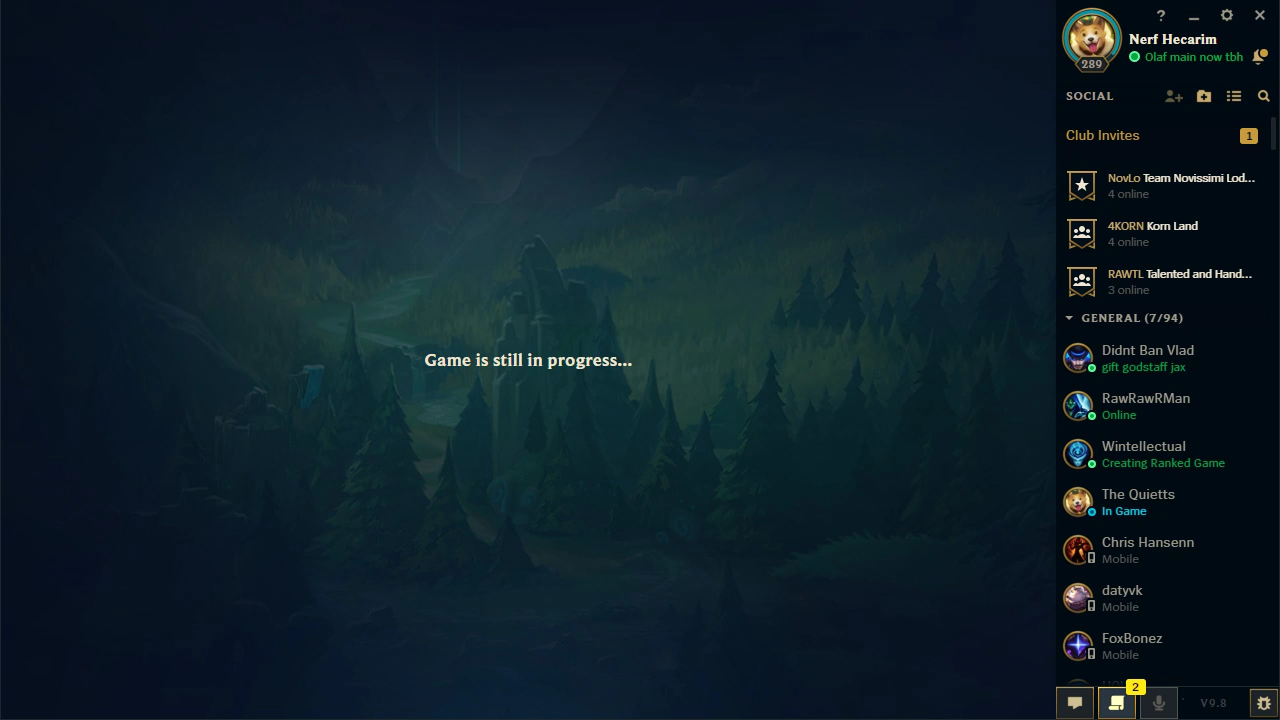 ?
Nerf Hecarim
289
Olaf main now tbh
SOCIAL
Club Invites
1
NovLo Team Novissimi Lod...
4 online
4KORN Korn Land
4 online
RAWTL Talented and Hand...
3 online
GENERAL (7/94)
Game is still in progress...
Didnt Ban Vlad
gift godstaff jax
RawRawRMan
Online
Wintellectual
Creating Ranked Game
The Quietts
In Game
Chris Hansenn
Mobile
datyvk
Mobile
FoxBonez
Mobile
2
V9.8